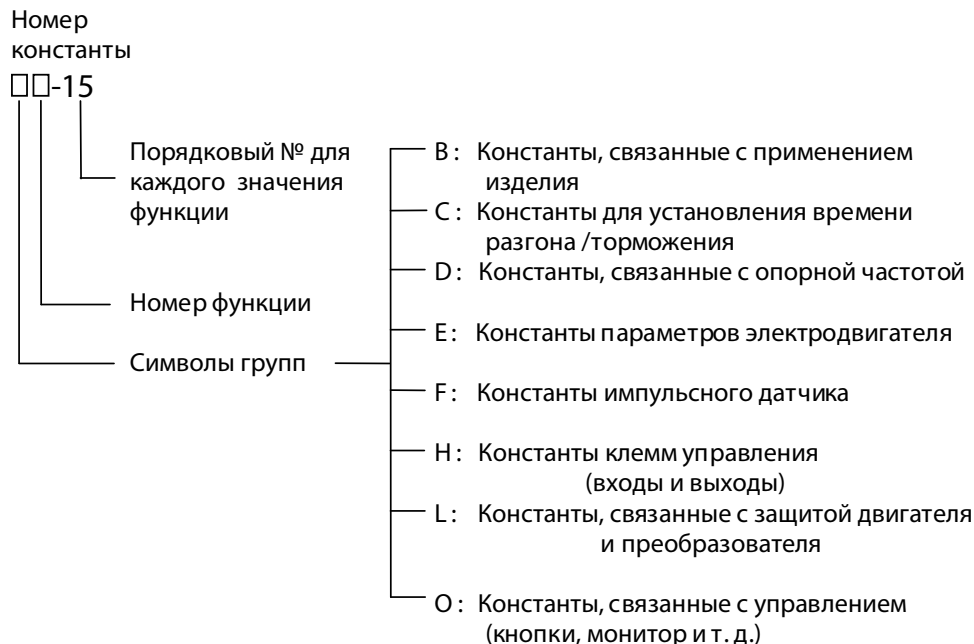 Номер
константы
□□-15
Порядковый № для
каждого значения
функции
Номер функции
Символы групп
B: Константы, связанные с применением
изделия
C: Константы для установления времени
разгона /торможения
D: Константы, связанные с опорной частотой
E: Константы параметров электродвигателя
F: Константы импульсного датчика
H: Константы клемм управления
(входы и выходы)
L: Константы, связанные с защитой двигателя
и преобразователя
O: Константы, связанные с управлением
(кнопки, монитор и т. д.)